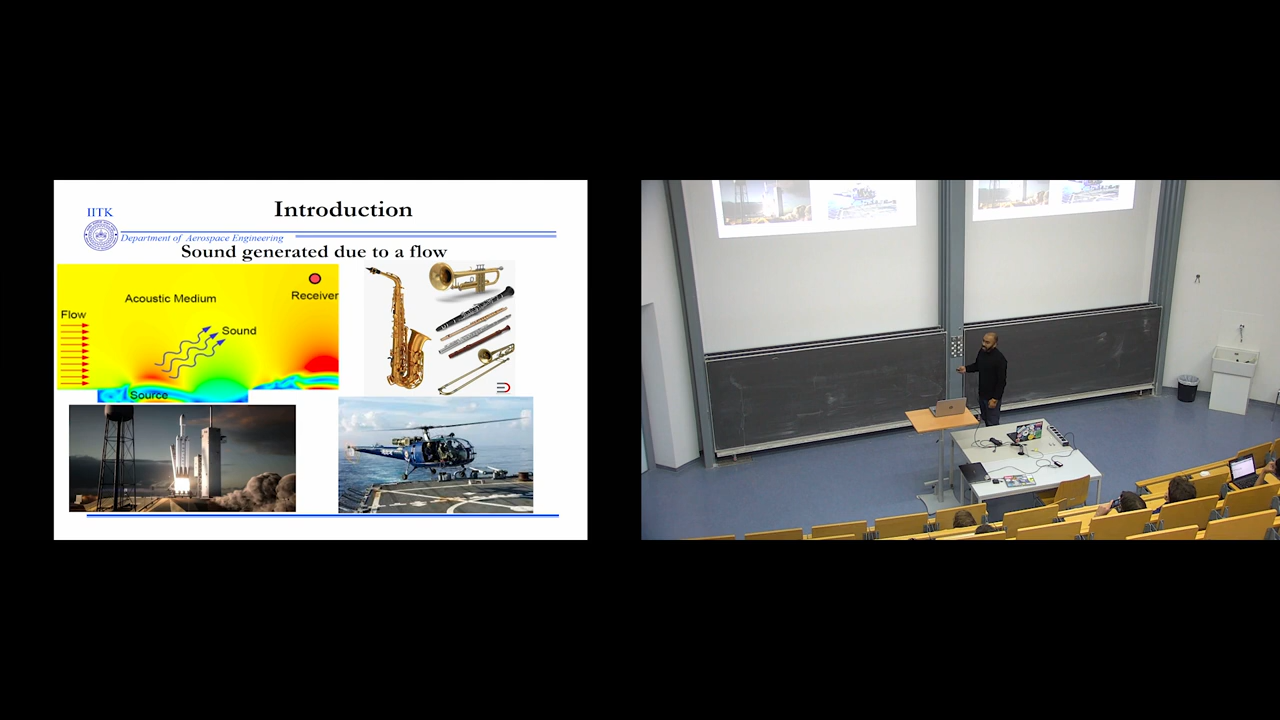 IITK
Introduction
Department of Aerospace Engineering
Sound generated due to a flow
Acoustic Medium
Receiver
Flow
Sound
Source